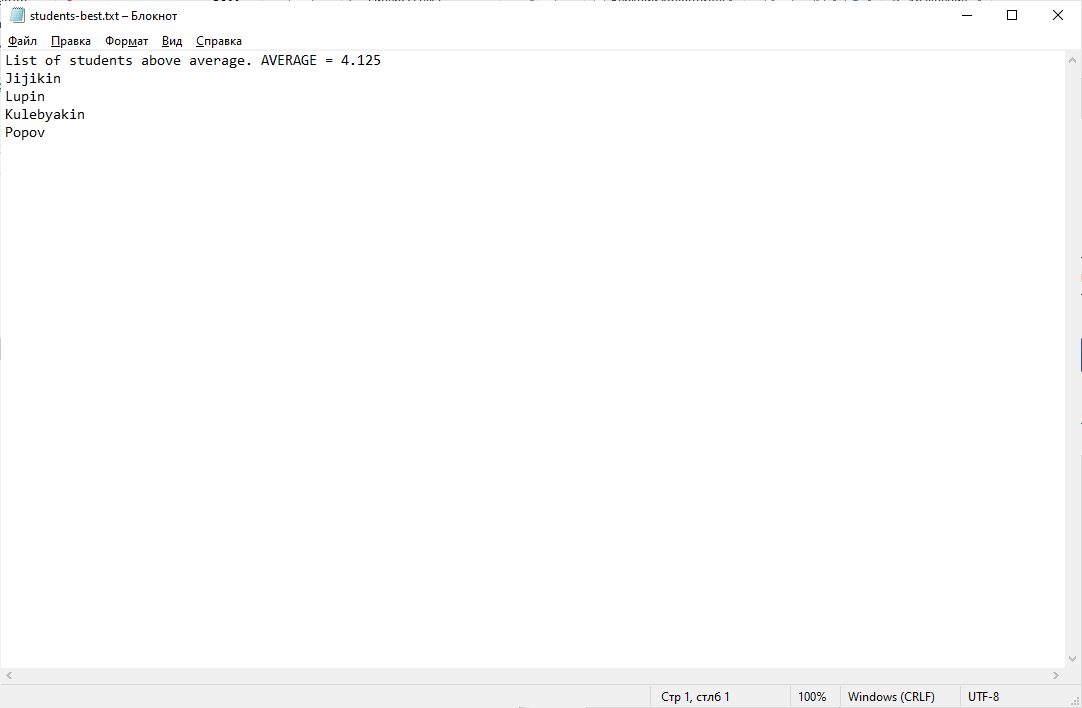 students-best.txt – Блокнот
Файл Правка Формат Вид Справка
List of students above average. AVERAGE = 4.125
Jijikin
Lupin
Kulebyakin
Popov
Стр 1, стлб 1 100% Windows (CRLF) UTF-8